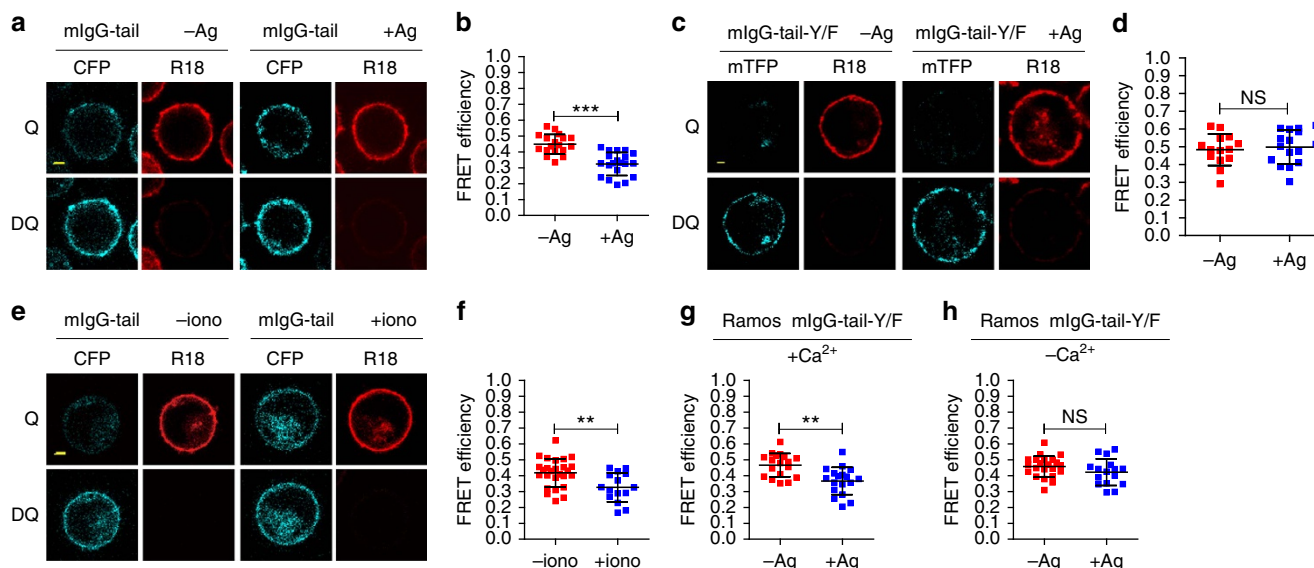 a
mIgG-tail –Ag mIgG-tail +Ag
CFP R18 CFP R18
Q
DQ
b
FRET efficiency
1.0
0.9
0.8
0.7
0.6
0.5
0.4
0.3
0.2
0.1
0.0
***
–Ag +Ag
c
mIgG-tail-Y/F –Ag mIgG-tail-Y/F +Ag
mTFP R18 mTFP R18
Q
DQ
d
FRET efficiency
1.0
0.9
0.8
0.7
0.6
0.5
0.4
0.3
0.2
0.1
0.0
NS
–Ag +Ag
e
mIgG-tail –iono mIgG-tail +iono
CFP R18 CFP R18
Q
DQ
f
FRET efficiency
1.0
0.9
0.8
0.7
0.6
0.5
0.4
0.3
0.2
0.1
0.0
**
–iono +iono
g
Ramos mIgG-tail-Y/F
+Ca²⁺
FRET efficiency
1.0
0.9
0.8
0.7
0.6
0.5
0.4
0.3
0.2
0.1
0.0
**
–Ag +Ag
h
Ramos mIgG-tail-Y/F
–Ca²⁺
FRET efficiency
1.0
0.9
0.8
0.7
0.6
0.5
0.4
0.3
0.2
0.1
0.0
NS
–Ag +Ag